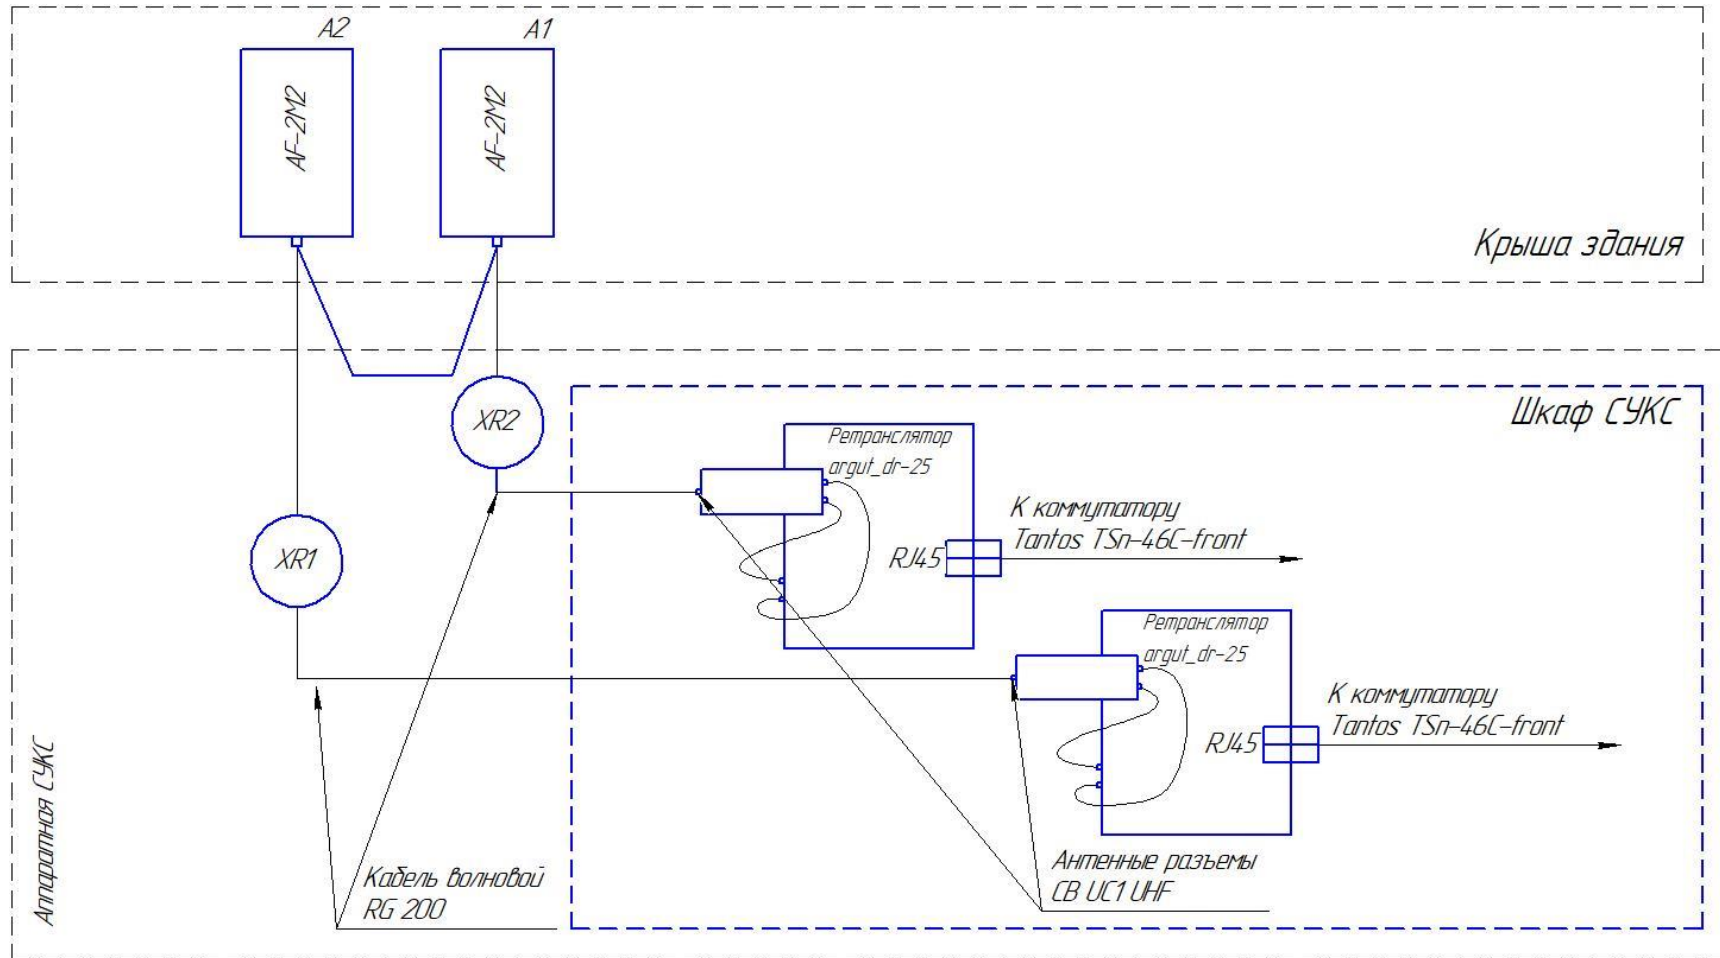 A2
A1
AF-2M2
AF-2M2
Крыша здания
Шкаф СУКС
XR2
Ретранслятор
argut_dr-25
К коммутатору
Tantos TSn-46C-front
RJ45
XR1
Ретранслятор
argut_dr-25
К коммутатору
Tantos TSn-46C-front
RJ45
Аппаратная СУКС
Кабель волновой
RG 200
Антенные разъемы
СВ UC1 UHF